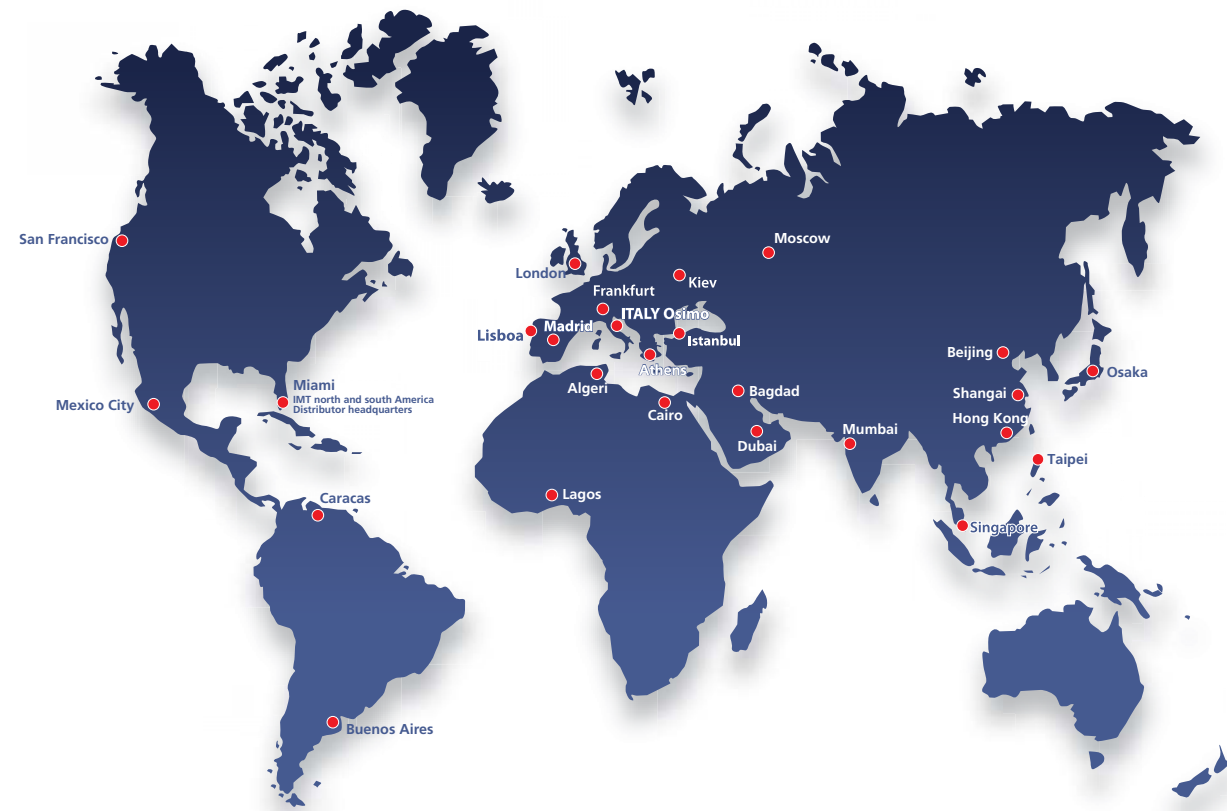 San Francisco
Moscow
London
Kiev
Frankfurt
ITALY Osimo
Lisboa
Madrid
Istanbul
Beijing
Athens
Osaka
Miami
IMT north and south America
Distributor headquarters
Algeri
Bagdad
Shangai
Mexico City
Cairo
Hong Kong
Mumbai
Dubai
Taipei
Caracas
Lagos
Singapore
Buenos Aires